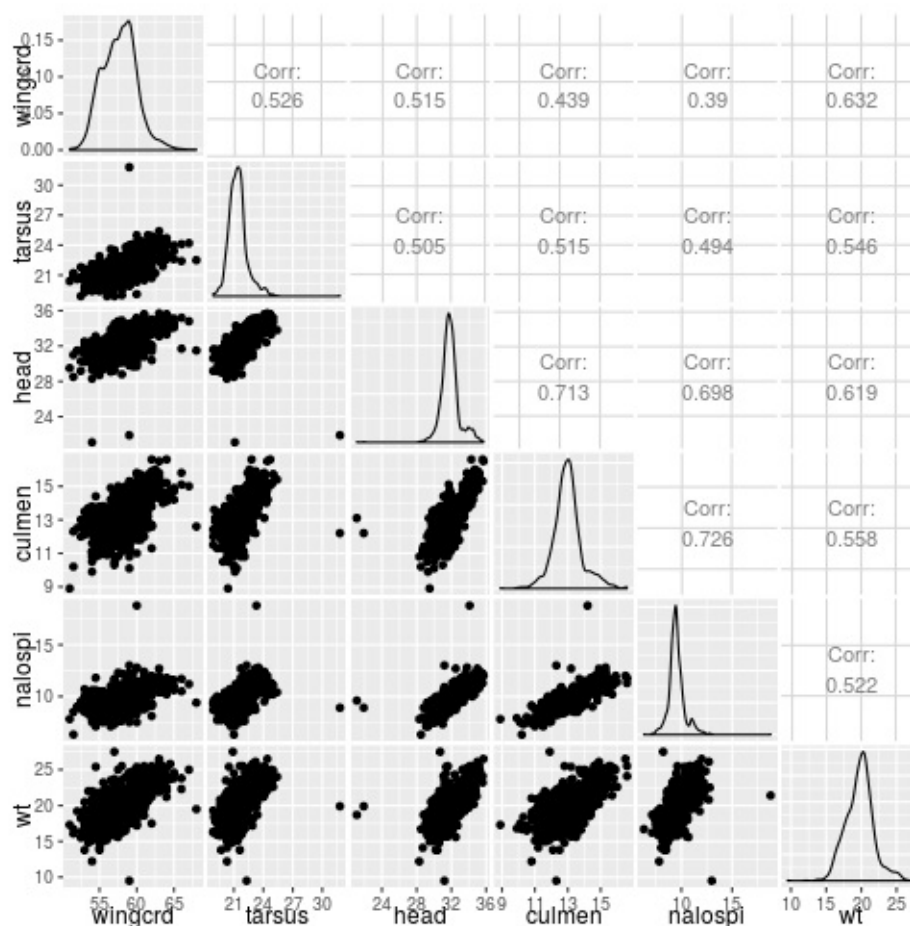 wingcrd
0.15
0.10
0.05
0.00
Corr:
0.526
Corr:
0.515
Corr:
0.439
Corr:
0.39
Corr:
0.632
tarsus
30
27
24
21
Corr:
0.505
Corr:
0.515
Corr:
0.494
Corr:
0.546
head
36
32
28
24
Corr:
0.713
Corr:
0.698
Corr:
0.619
culmen
15
13
11
9
Corr:
0.726
Corr:
0.558
nalospi
15
10
Corr:
0.522
wt
25
20
15
10
55 60 65 21 24 27 30 24 28 32 36 9 11 13 15 10 15 10 15 20 25
wingcrd tarsus head culmen nalospi wt